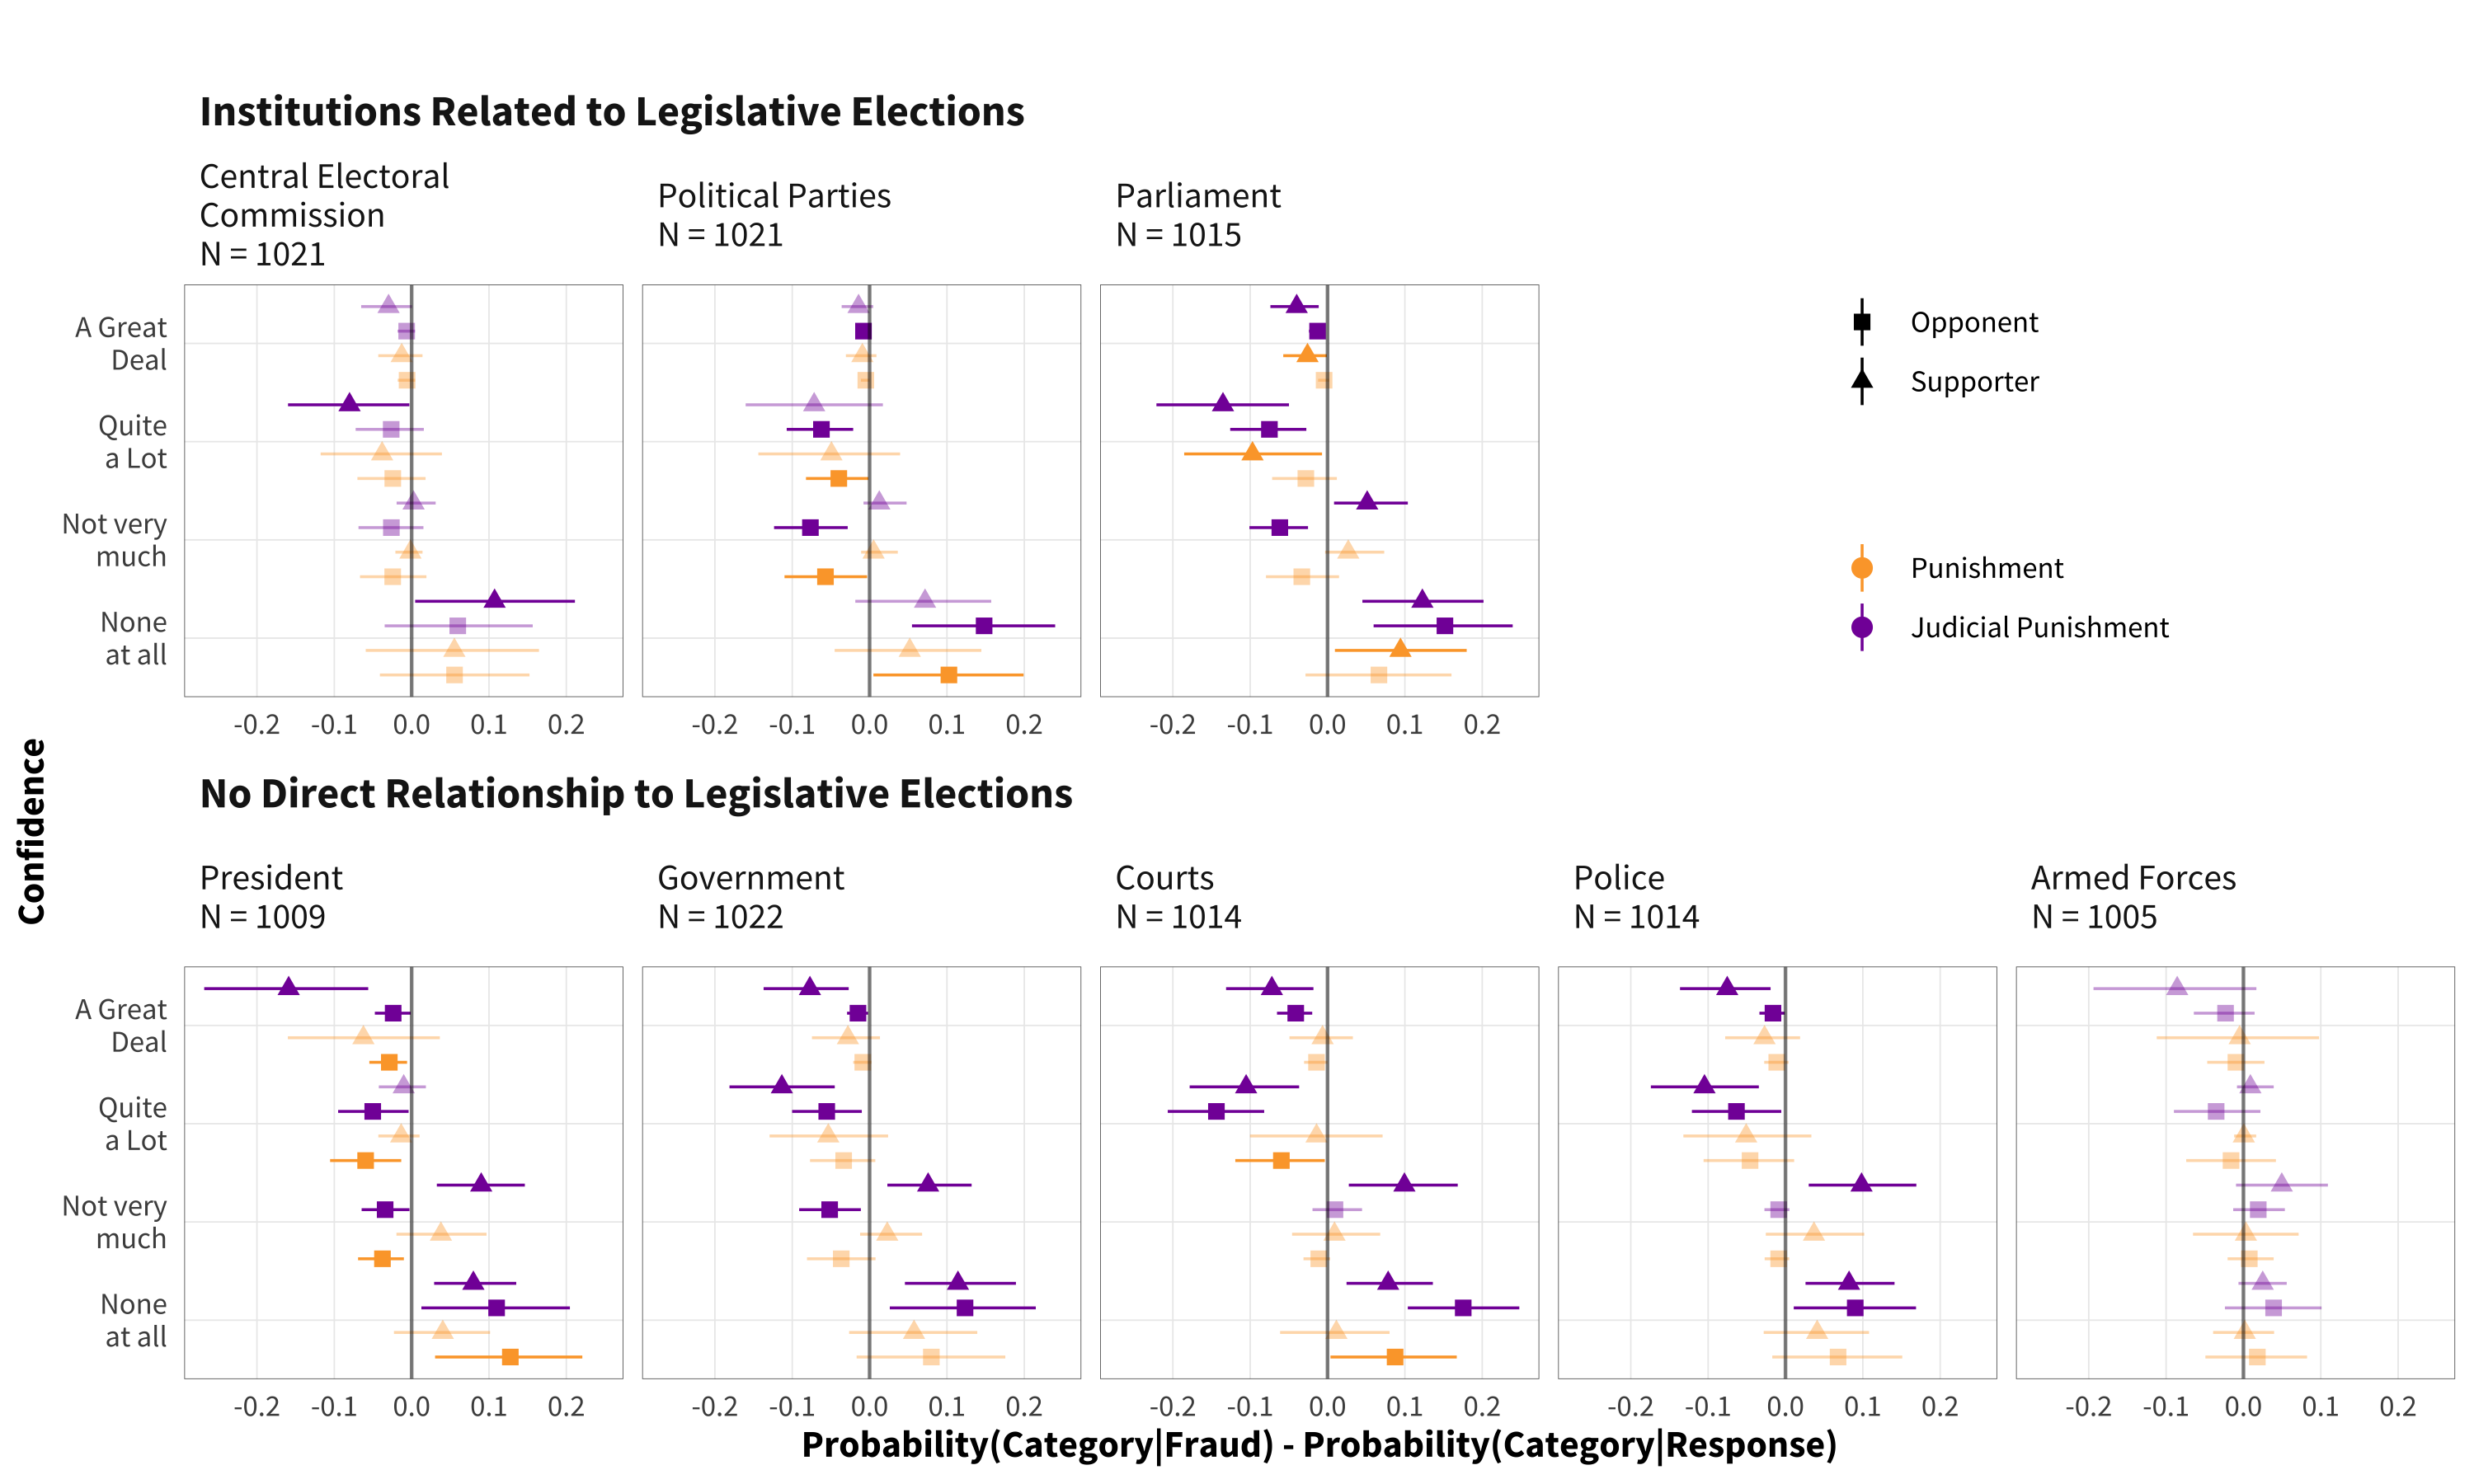 Institutions Related to Legislative Elections
Central Electoral
Commission
N = 1021
Political Parties
N = 1021
Parliament
N = 1015
A Great
Deal
Quite
a Lot
Not very
much
None
at all
-0.2 -0.1 0.0 0.1 0.2
-0.2 -0.1 0.0 0.1 0.2
-0.2 -0.1 0.0 0.1 0.2
Opponent
Supporter
Punishment
Judicial Punishment
Confidence
No Direct Relationship to Legislative Elections
President
N = 1009
Government
N = 1022
Courts
N = 1014
Police
N = 1014
Armed Forces
N = 1005
A Great
Deal
Quite
a Lot
Not very
much
None
at all
-0.2 -0.1 0.0 0.1 0.2
-0.2 -0.1 0.0 0.1 0.2
-0.2 -0.1 0.0 0.1 0.2
-0.2 -0.1 0.0 0.1 0.2
-0.2 -0.1 0.0 0.1 0.2
Probability(Category|Fraud) - Probability(Category|Response)